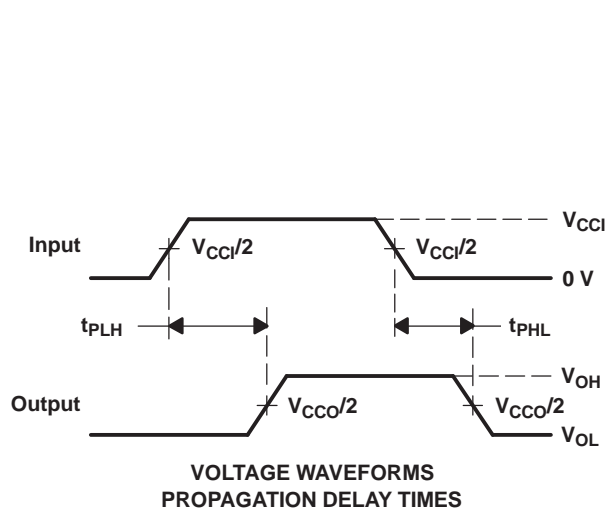 V_CCI
Input V_CCI/2 V_CCI/2
0 V
t_PLH t_PHL
V_OH
Output V_CCO/2 V_CCO/2
V_OL
VOLTAGE WAVEFORMS
PROPAGATION DELAY TIMES